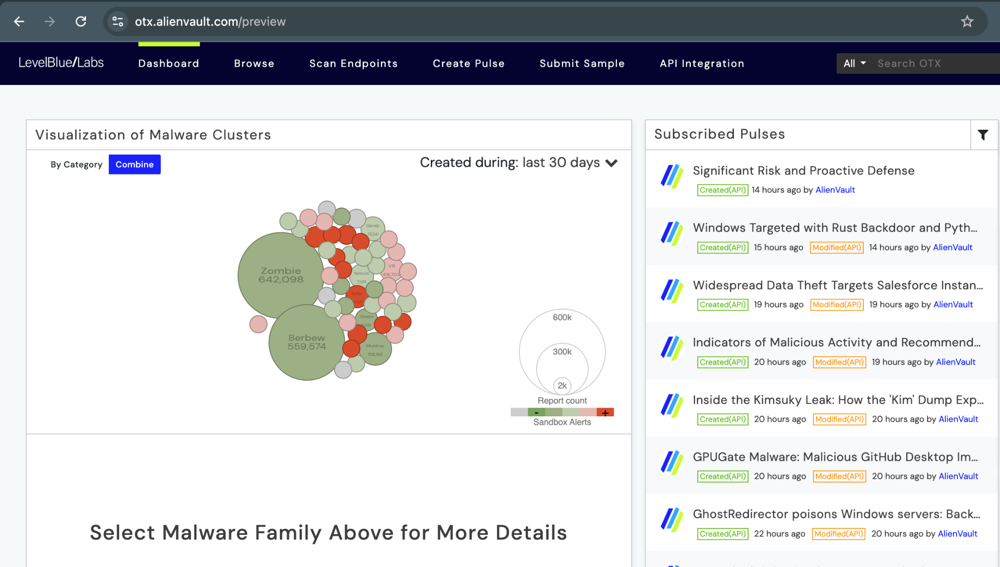 otx.alienvault.com/preview
LevelBlue/Labs
Dashboard
Browse
Scan Endpoints
Create Pulse
Submit Sample
API Integration
All
Search OTX
Visualization of Malware Clusters
By Category
Combine
Created during: last 30 days
Ganelp
73,541
Zombie
642,098
VB
68,702
Nemucod
71,599
Berbew
559,574
Muldrop
158,185
600k
300k
2k
Report count
- +
Sandbox Alerts
Select Malware Family Above for More Details
Subscribed Pulses
Significant Risk and Proactive Defense
Created(API) 14 hours ago by AlienVault
Windows Targeted with Rust Backdoor and Pyth...
Created(API) 15 hours ago Modified(API) 14 hours ago by AlienVault
Widespread Data Theft Targets Salesforce Instan...
Created(API) 19 hours ago Modified(API) 19 hours ago by AlienVault
Indicators of Malicious Activity and Recommend...
Created(API) 20 hours ago Modified(API) 19 hours ago by AlienVault
Inside the Kimsuky Leak: How the 'Kim' Dump Exp...
Created(API) 20 hours ago Modified(API) 20 hours ago by AlienVault
GPUGate Malware: Malicious GitHub Desktop Im...
Created(API) 20 hours ago Modified(API) 20 hours ago by AlienVault
GhostRedirector poisons Windows servers: Back...
Created(API) 22 hours ago Modified(API) 20 hours ago by AlienVault